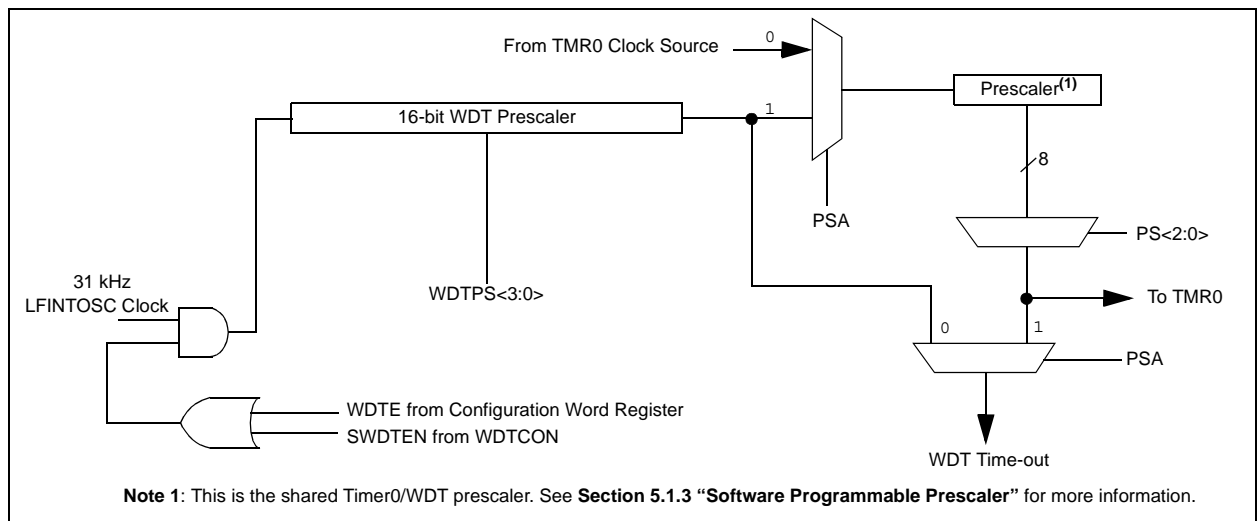 0
From TMR0 Clock Source
Prescaler(1)
1
16-bit WDT Prescaler
8
PSA
PS<2:0>
31 kHz
LFINTOSC Clock
WDTPS<3:0>
To TMR0
0
1
PSA
WDTE from Configuration Word Register
SWDTEN from WDTCON
WDT Time-out
Note 1: This is the shared Timer0/WDT prescaler. See Section 5.1.3 “Software Programmable Prescaler” for more information.